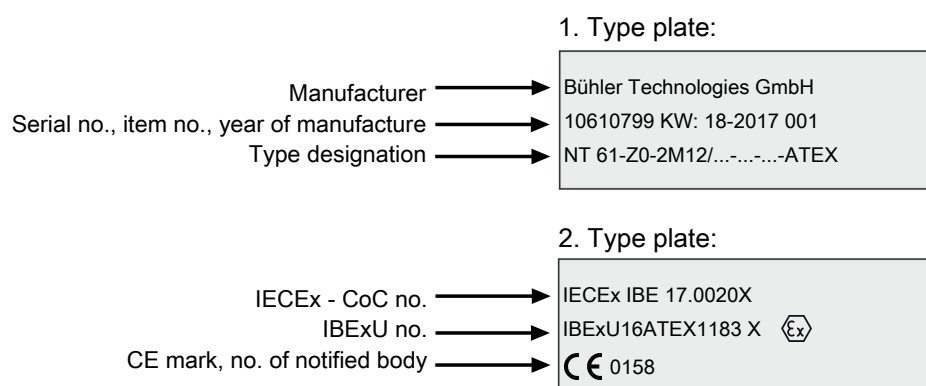 1. Type plate:
Manufacturer Bühler Technologies GmbH
Serial no., item no., year of manufacture 10610799 KW: 18-2017 001
Type designation NT 61-Z0-2M12/...-...-...-ATEX
2. Type plate:
IECEx - CoC no. IECEx IBE 17.0020X
IBExU no. IBExU16ATEX1183 X Ex
CE mark, no. of notified body CE 0158